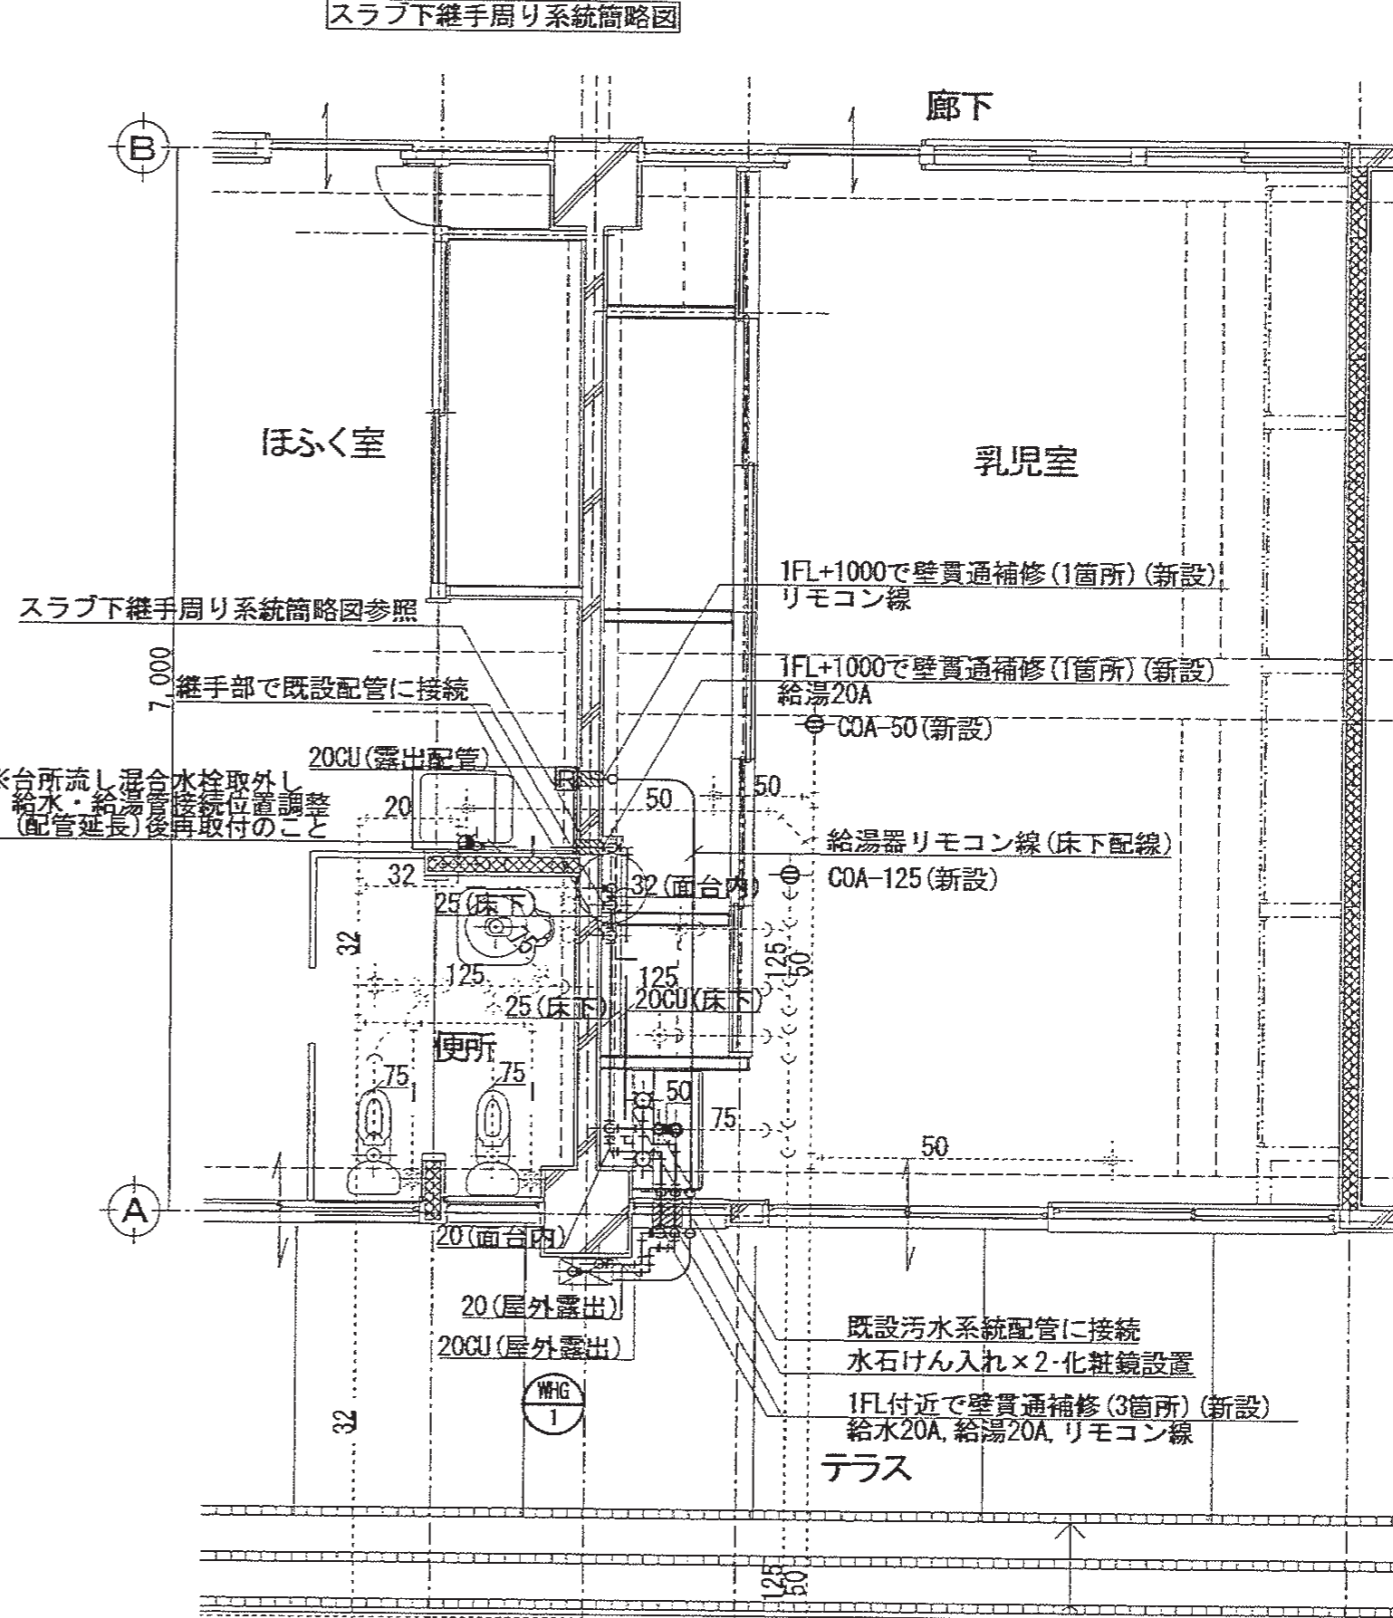 スラブ下継手周り系統簡略図
廊下
B
ほふく室
乳児室
1FL+1000で壁貫通補修(1箇所)(新設)
リモコン線
スラブ下継手周り系統簡略図参照
7,000
1FL+1000で壁貫通補修(1箇所)(新設)
給湯20A
継手部で既設配管に接続
COA-50(新設)
20CU(露出配管)
R
※台所流し混合水栓取外し
給水・給湯管接続位置調整
(配管延長)後再取付のこと
20
50
50
給湯器リモコン線(床下配線)
32
32(面台内)
COA-125(新設)
25(床下)
32
125
125
125
50
25(床下)
20CU(床下)
便所
75
75
50
75
50
A
20(面台内)
20(屋外露出)
20CU(屋外露出)
既設汚水系統配管に接続
水石けん入れ×2・化粧鏡設置
WHG
1
1FL付近で壁貫通補修(3箇所)(新設)
給水20A,給湯20A,リモコン線
32
テラス
125
50